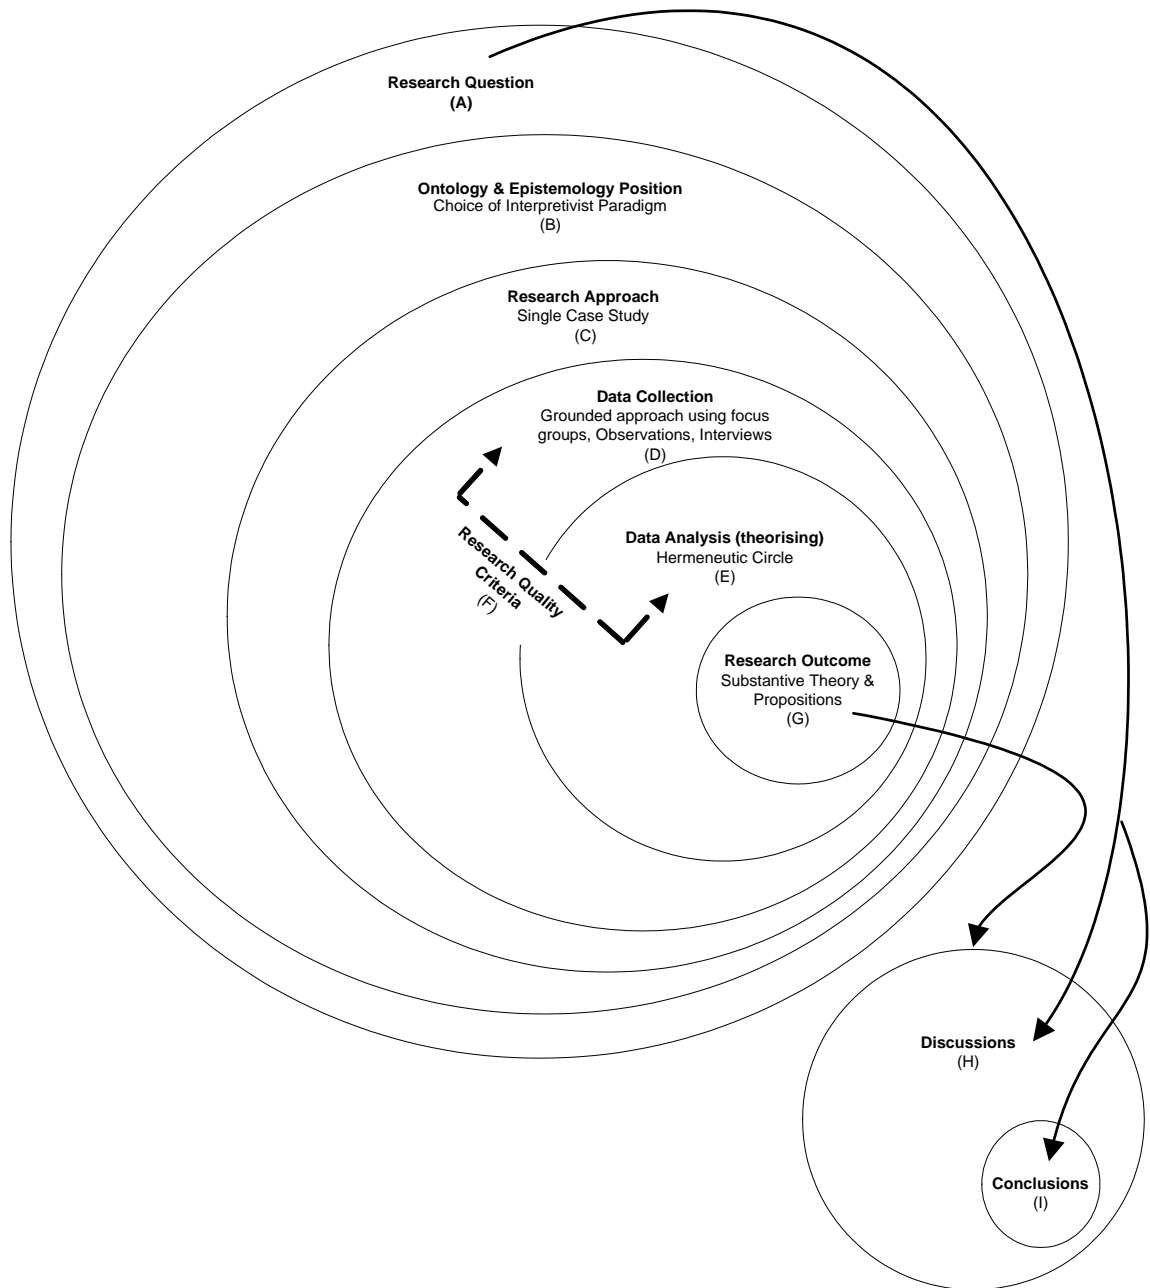 Research Question
(A)
Ontology & Epistemology Position
Choice of Interpretivist Paradigm
(B)
Research Approach
Single Case Study
(C)
Data Collection
Grounded approach using focus
groups, Observations, Interviews
(D)
Research Quality
Criteria
(F)
Data Analysis (theorising)
Hermeneutic Circle
(E)
Research Outcome
Substantive Theory &
Propositions
(G)
Discussions
(H)
Conclusions
(I)